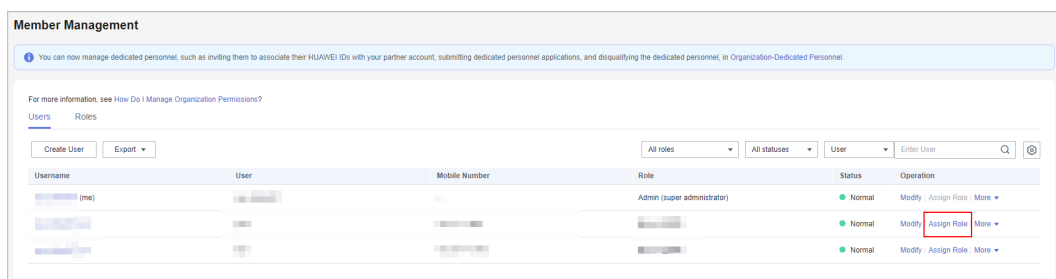 Member Management
You can now manage dedicated personnel, such as inviting them to associate their HUAWEI IDs with your partner account, submitting dedicated personnel applications, and disqualifying the dedicated personnel, in Organization-Dedicated Personnel.
For more information, see How Do I Manage Organization Permissions?
Users Roles
Create User Export All roles All statuses User Enter User
Username User Mobile Number Role Status Operation
(me) Admin (super administrator) Normal Modify Assign Role More
Normal Modify Assign Role More
Normal Modify Assign Role More